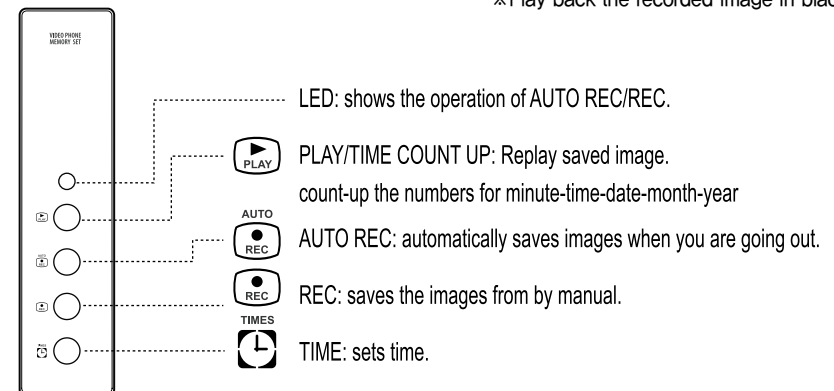 ※Play back the recorded image in blac
VIDEO PHONE
MEMORY SET
LED: shows the operation of AUTO REC/REC.
PLAY
PLAY/TIME COUNT UP: Replay saved image.
count-up the numbers for minute-time-date-month-year
AUTO
REC
AUTO REC: automatically saves images when you are going out.
REC
REC: saves the images from by manual.
TIMES
TIME: sets time.